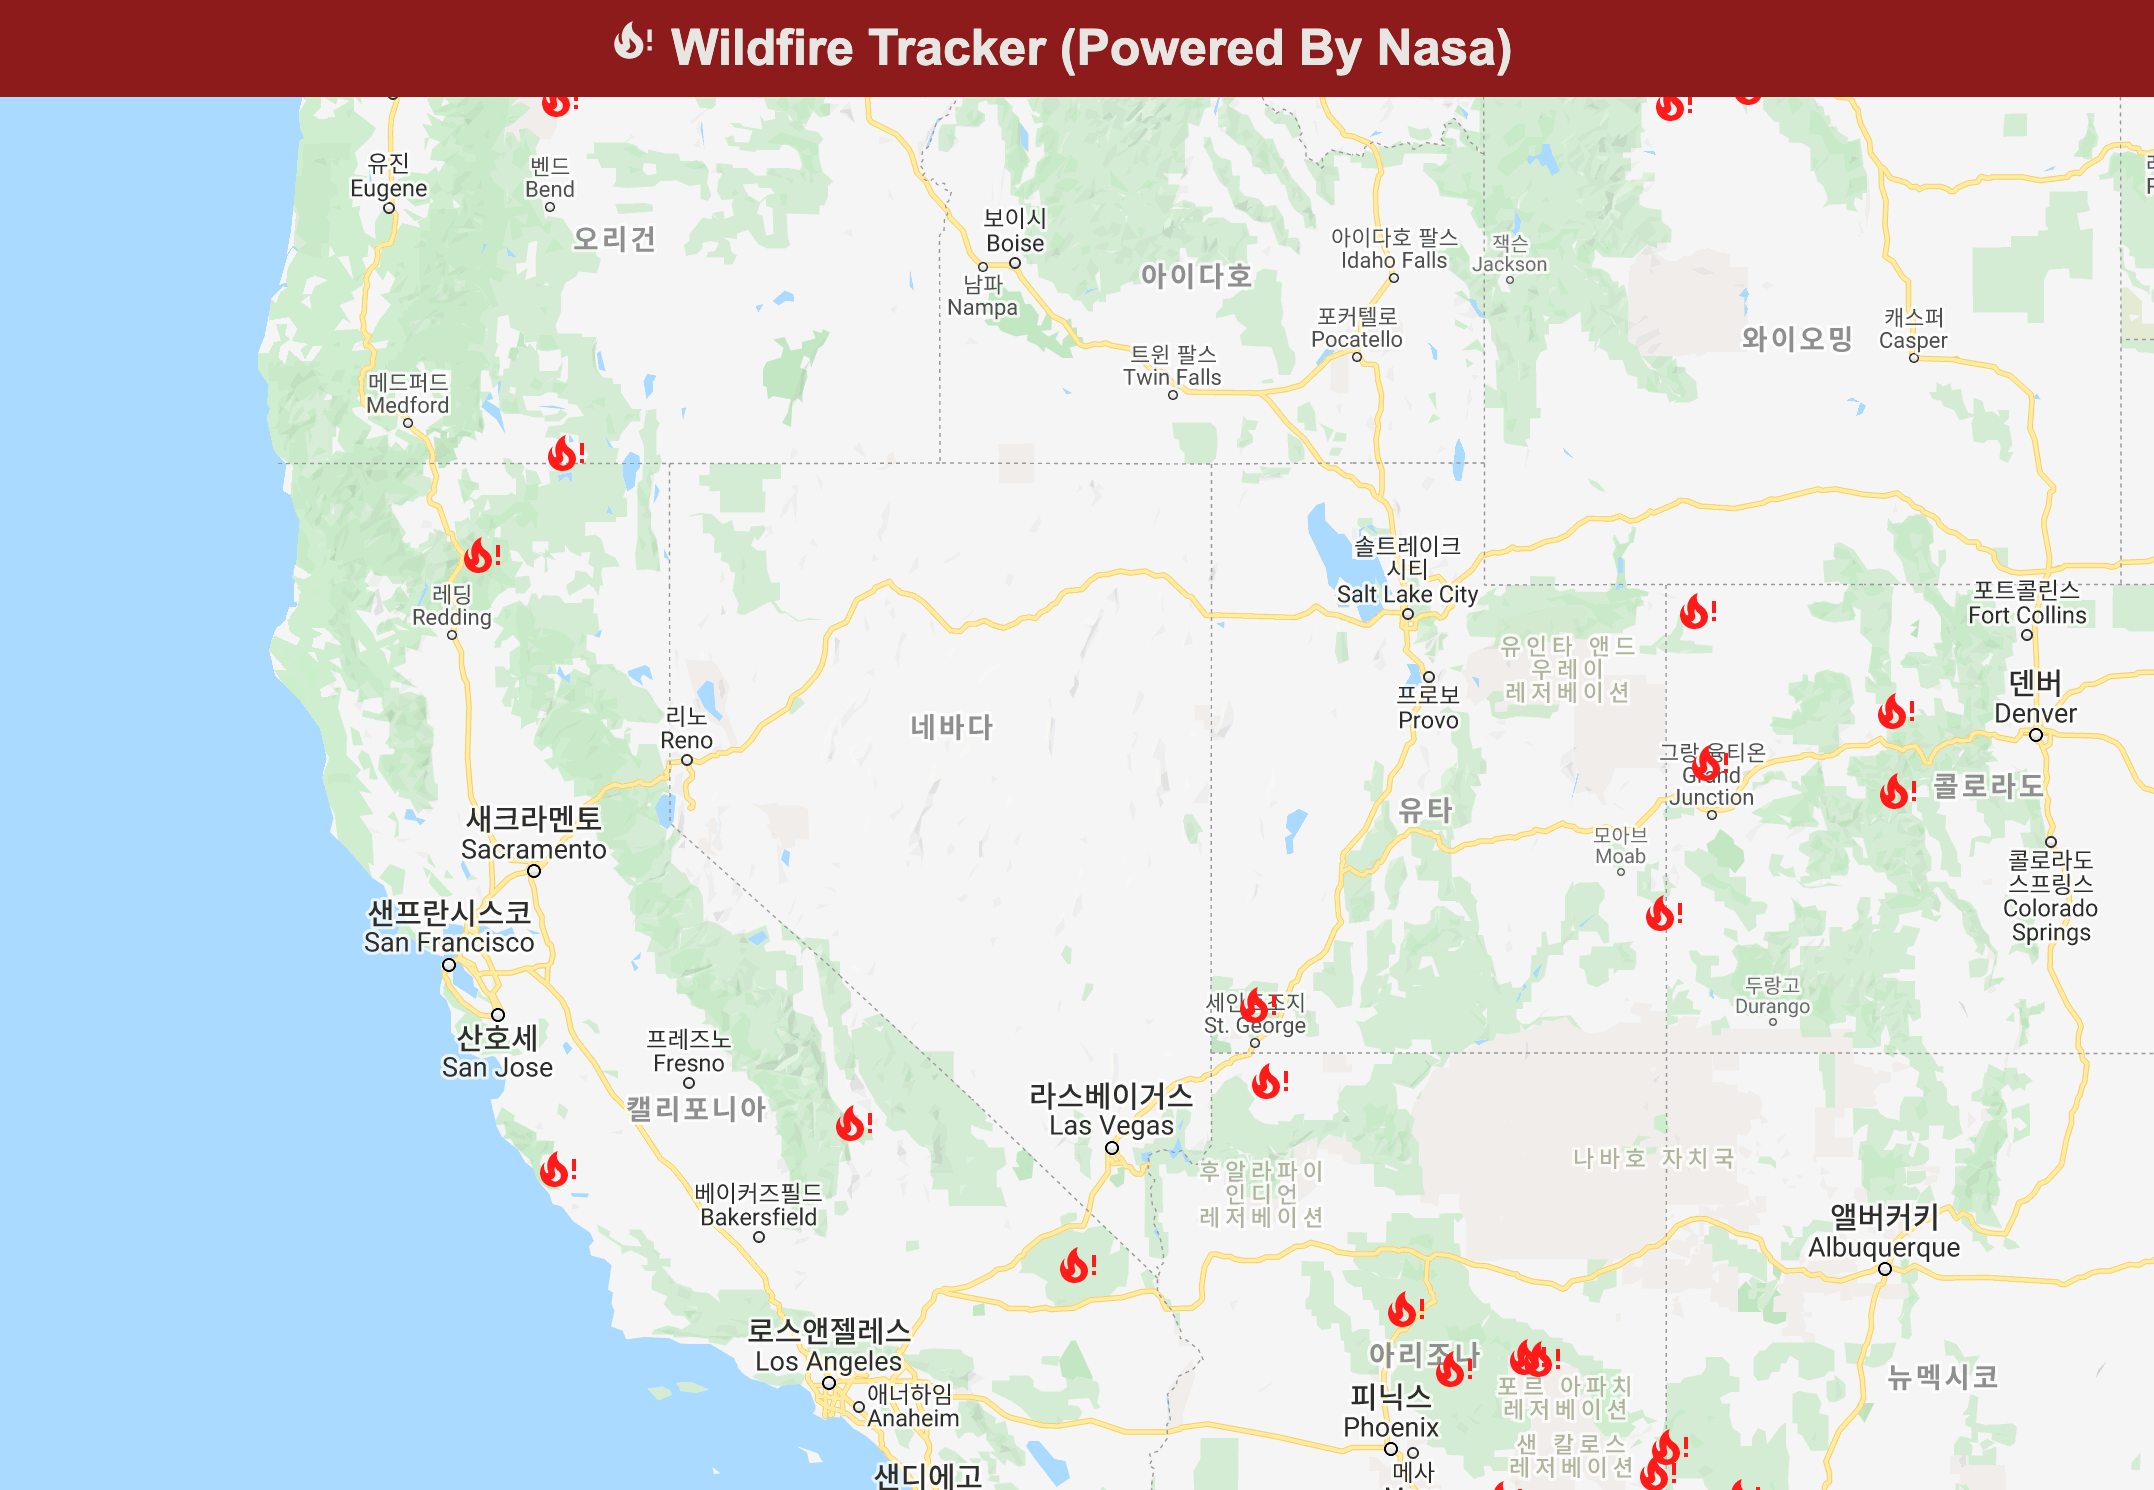 ! Wildfire Tracker (Powered By Nasa)
유진
Eugene
벤드
Bend
오리건
보이시
Boise
남파
Nampa
아이다호
아이다호 팔스
Idaho Falls
잭슨
Jackson
포커텔로
Pocatello
트윈 팔스
Twin Falls
와이오밍
캐스퍼
Casper
메드퍼드
Medford
레딩
Redding
솔트레이크
시티
Salt Lake City
포트콜린스
Fort Collins
유인타 앤드
우레이
레저베이션
프로보
Provo
덴버
Denver
리노
Reno
네바다
Grand
Junction
콜로라도
유타
모아브
Moab
새크라멘토
Sacramento
콜로라도
스프링스
Colorado
Springs
샌프란시스코
San Francisco
산호세
San Jose
두랑고
Durango
St. George
프레즈노
Fresno
캘리포니아
라스베이거스
Las Vegas
후알라파이
인디언
레저베이션
나바호 자치국
베이커즈필드
Bakersfield
앨버커키
Albuquerque
로스앤젤레스
Los Angeles
애너하임
Anaheim
아리조나
피닉스
Phoenix
포르 아파치
레저베이션
뉴멕시코
샌 칼로스
레저베이션
메사
샌디에고